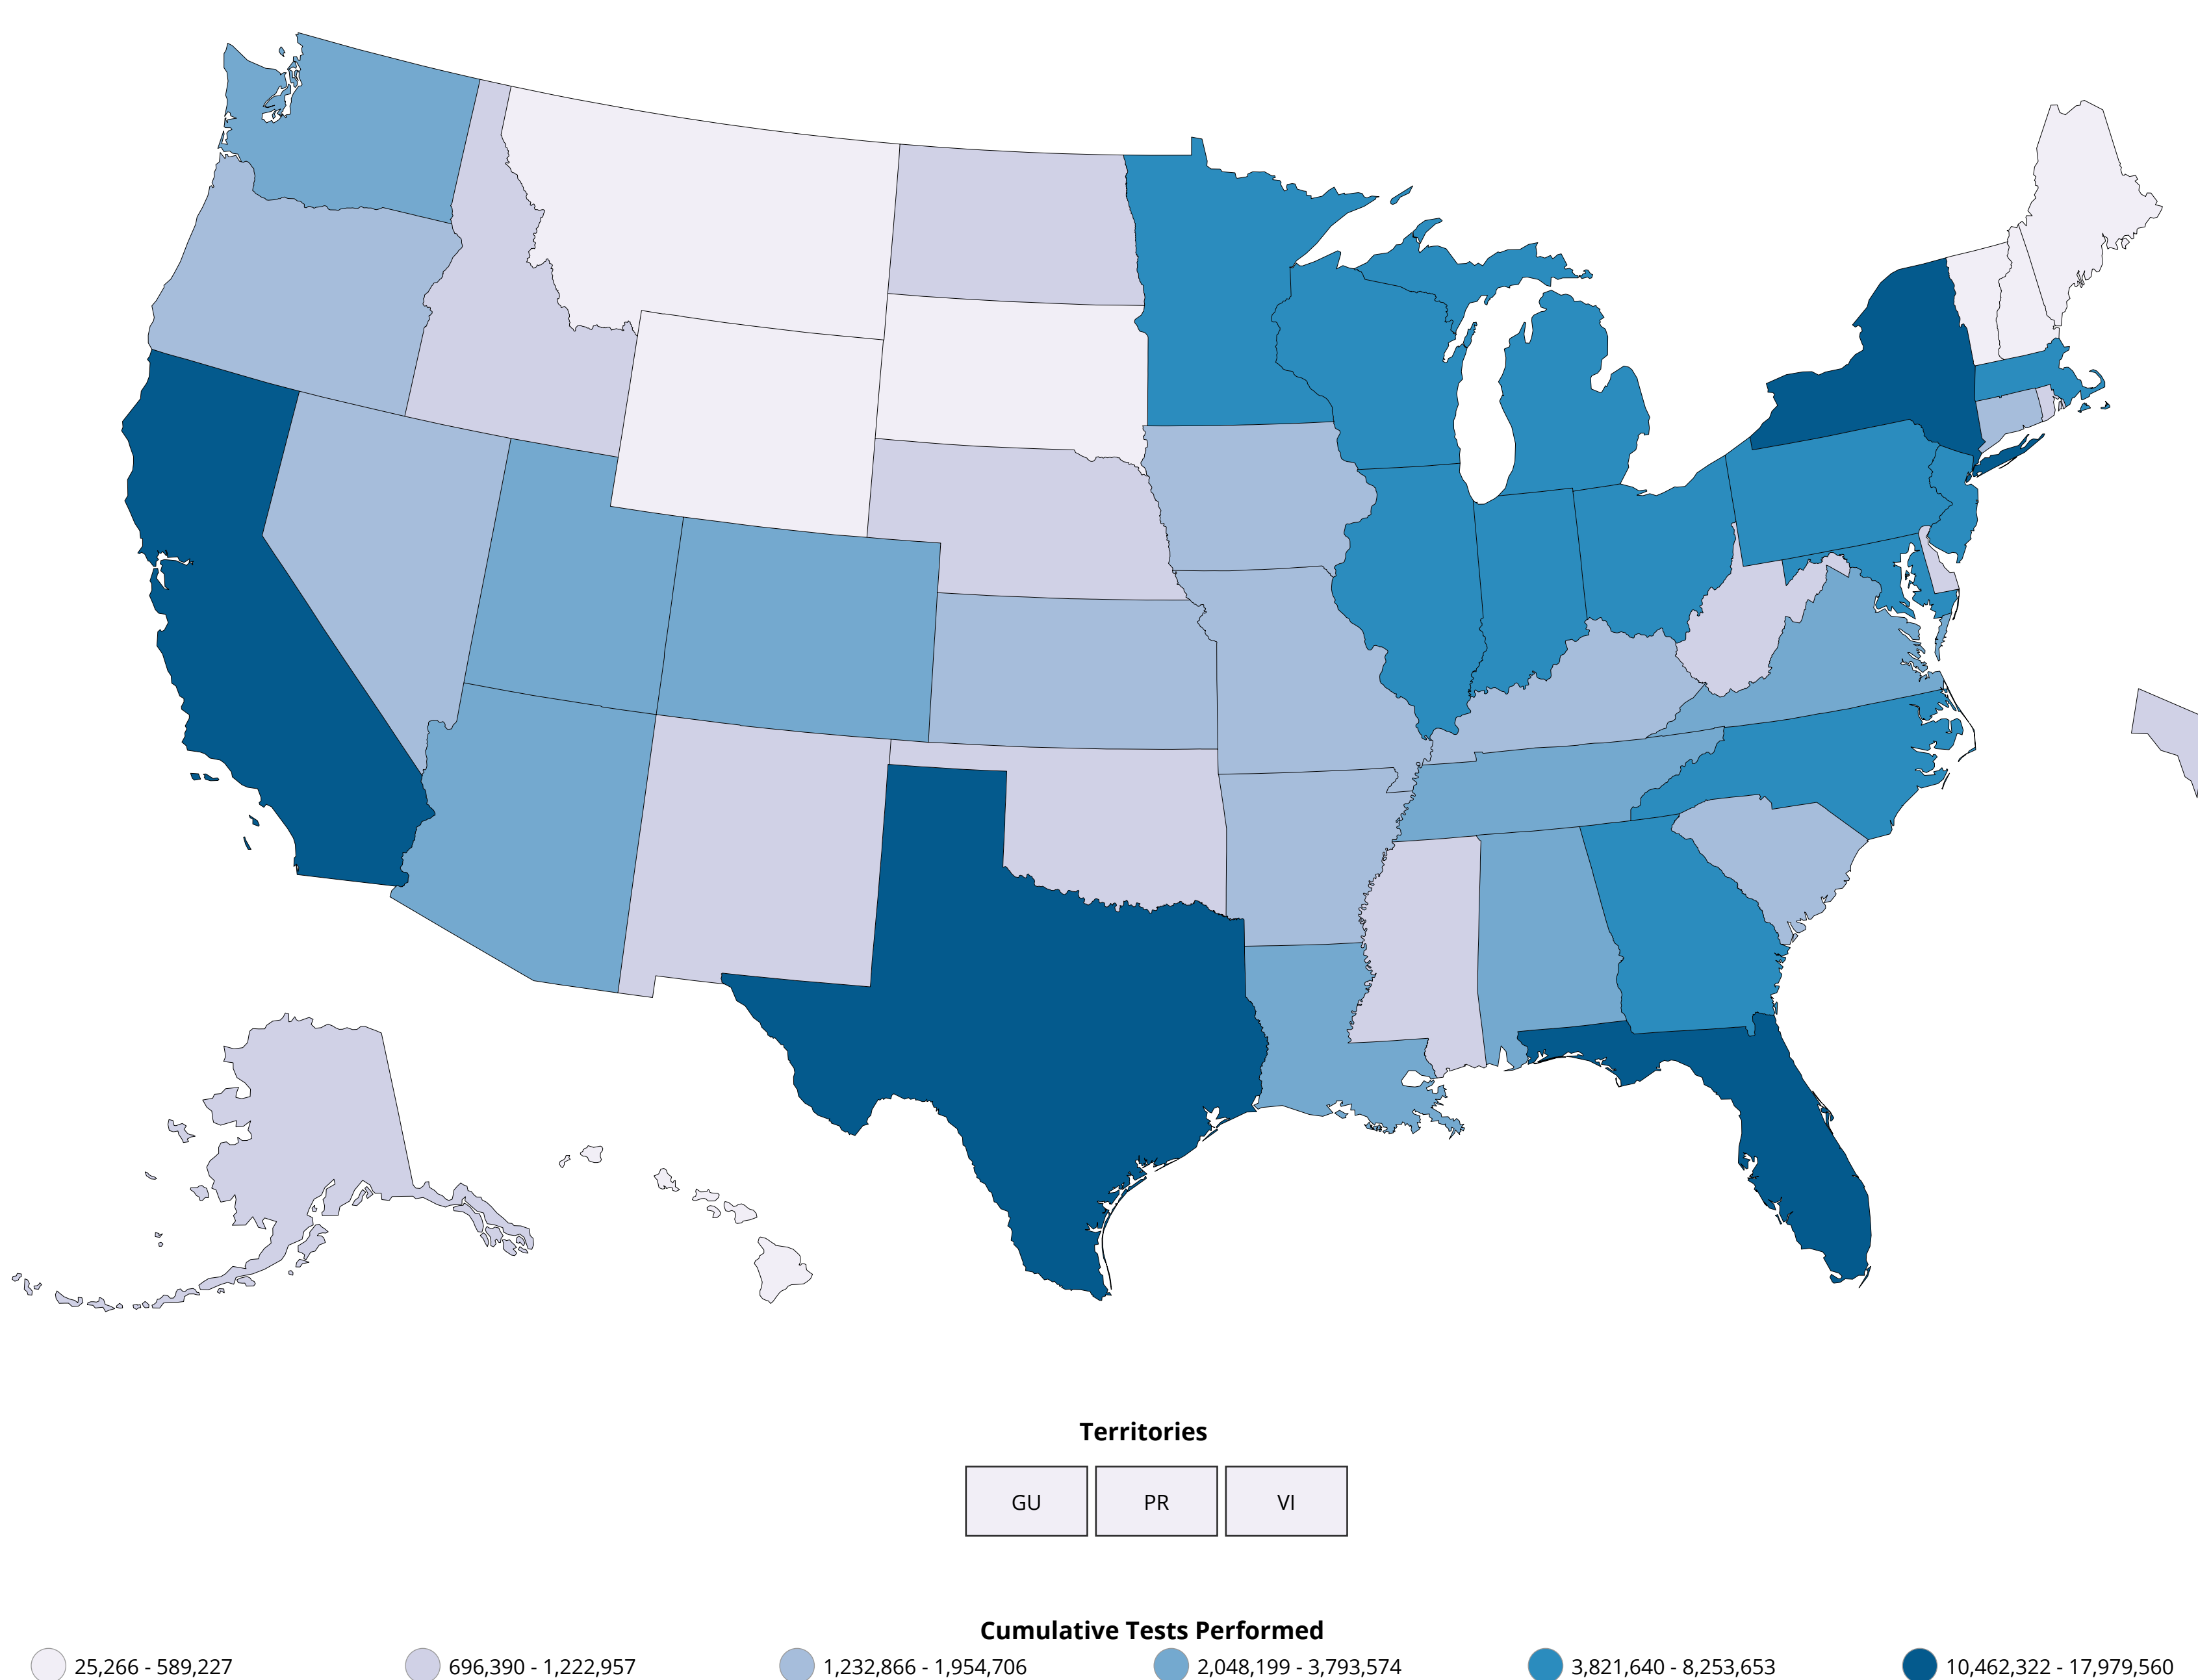 Territories
GU PR VI
Cumulative Tests Performed
25,266 - 589,227 696,390 - 1,222,957 1,232,866 - 1,954,706 2,048,199 - 3,793,574 3,821,640 - 8,253,653 10,462,322 - 17,979,560